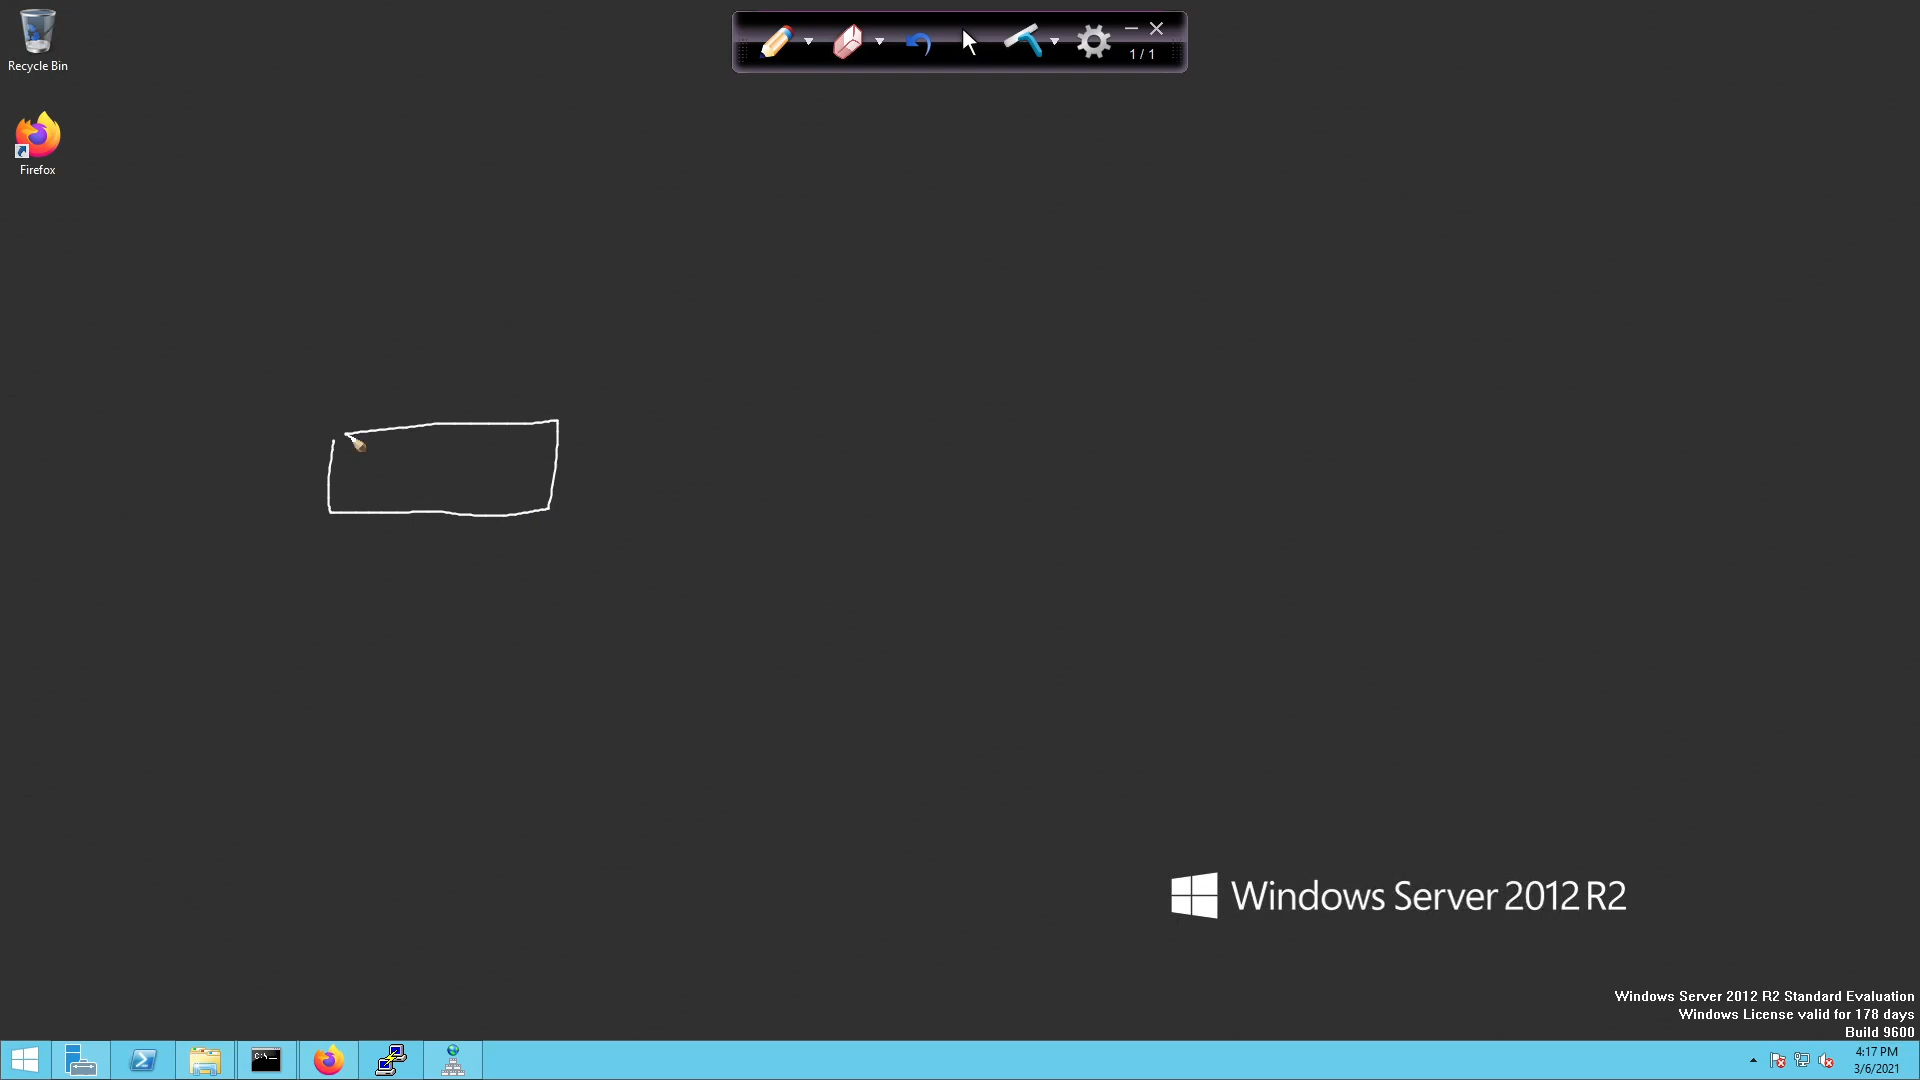 Recycle Bin
1 / 1
Firefox
Windows Server 2012 R2
Windows Server 2012 R2 Standard Evaluation
Windows License valid for 178 days
Build 9600
C:\_
4:17 PM
3/6/2021